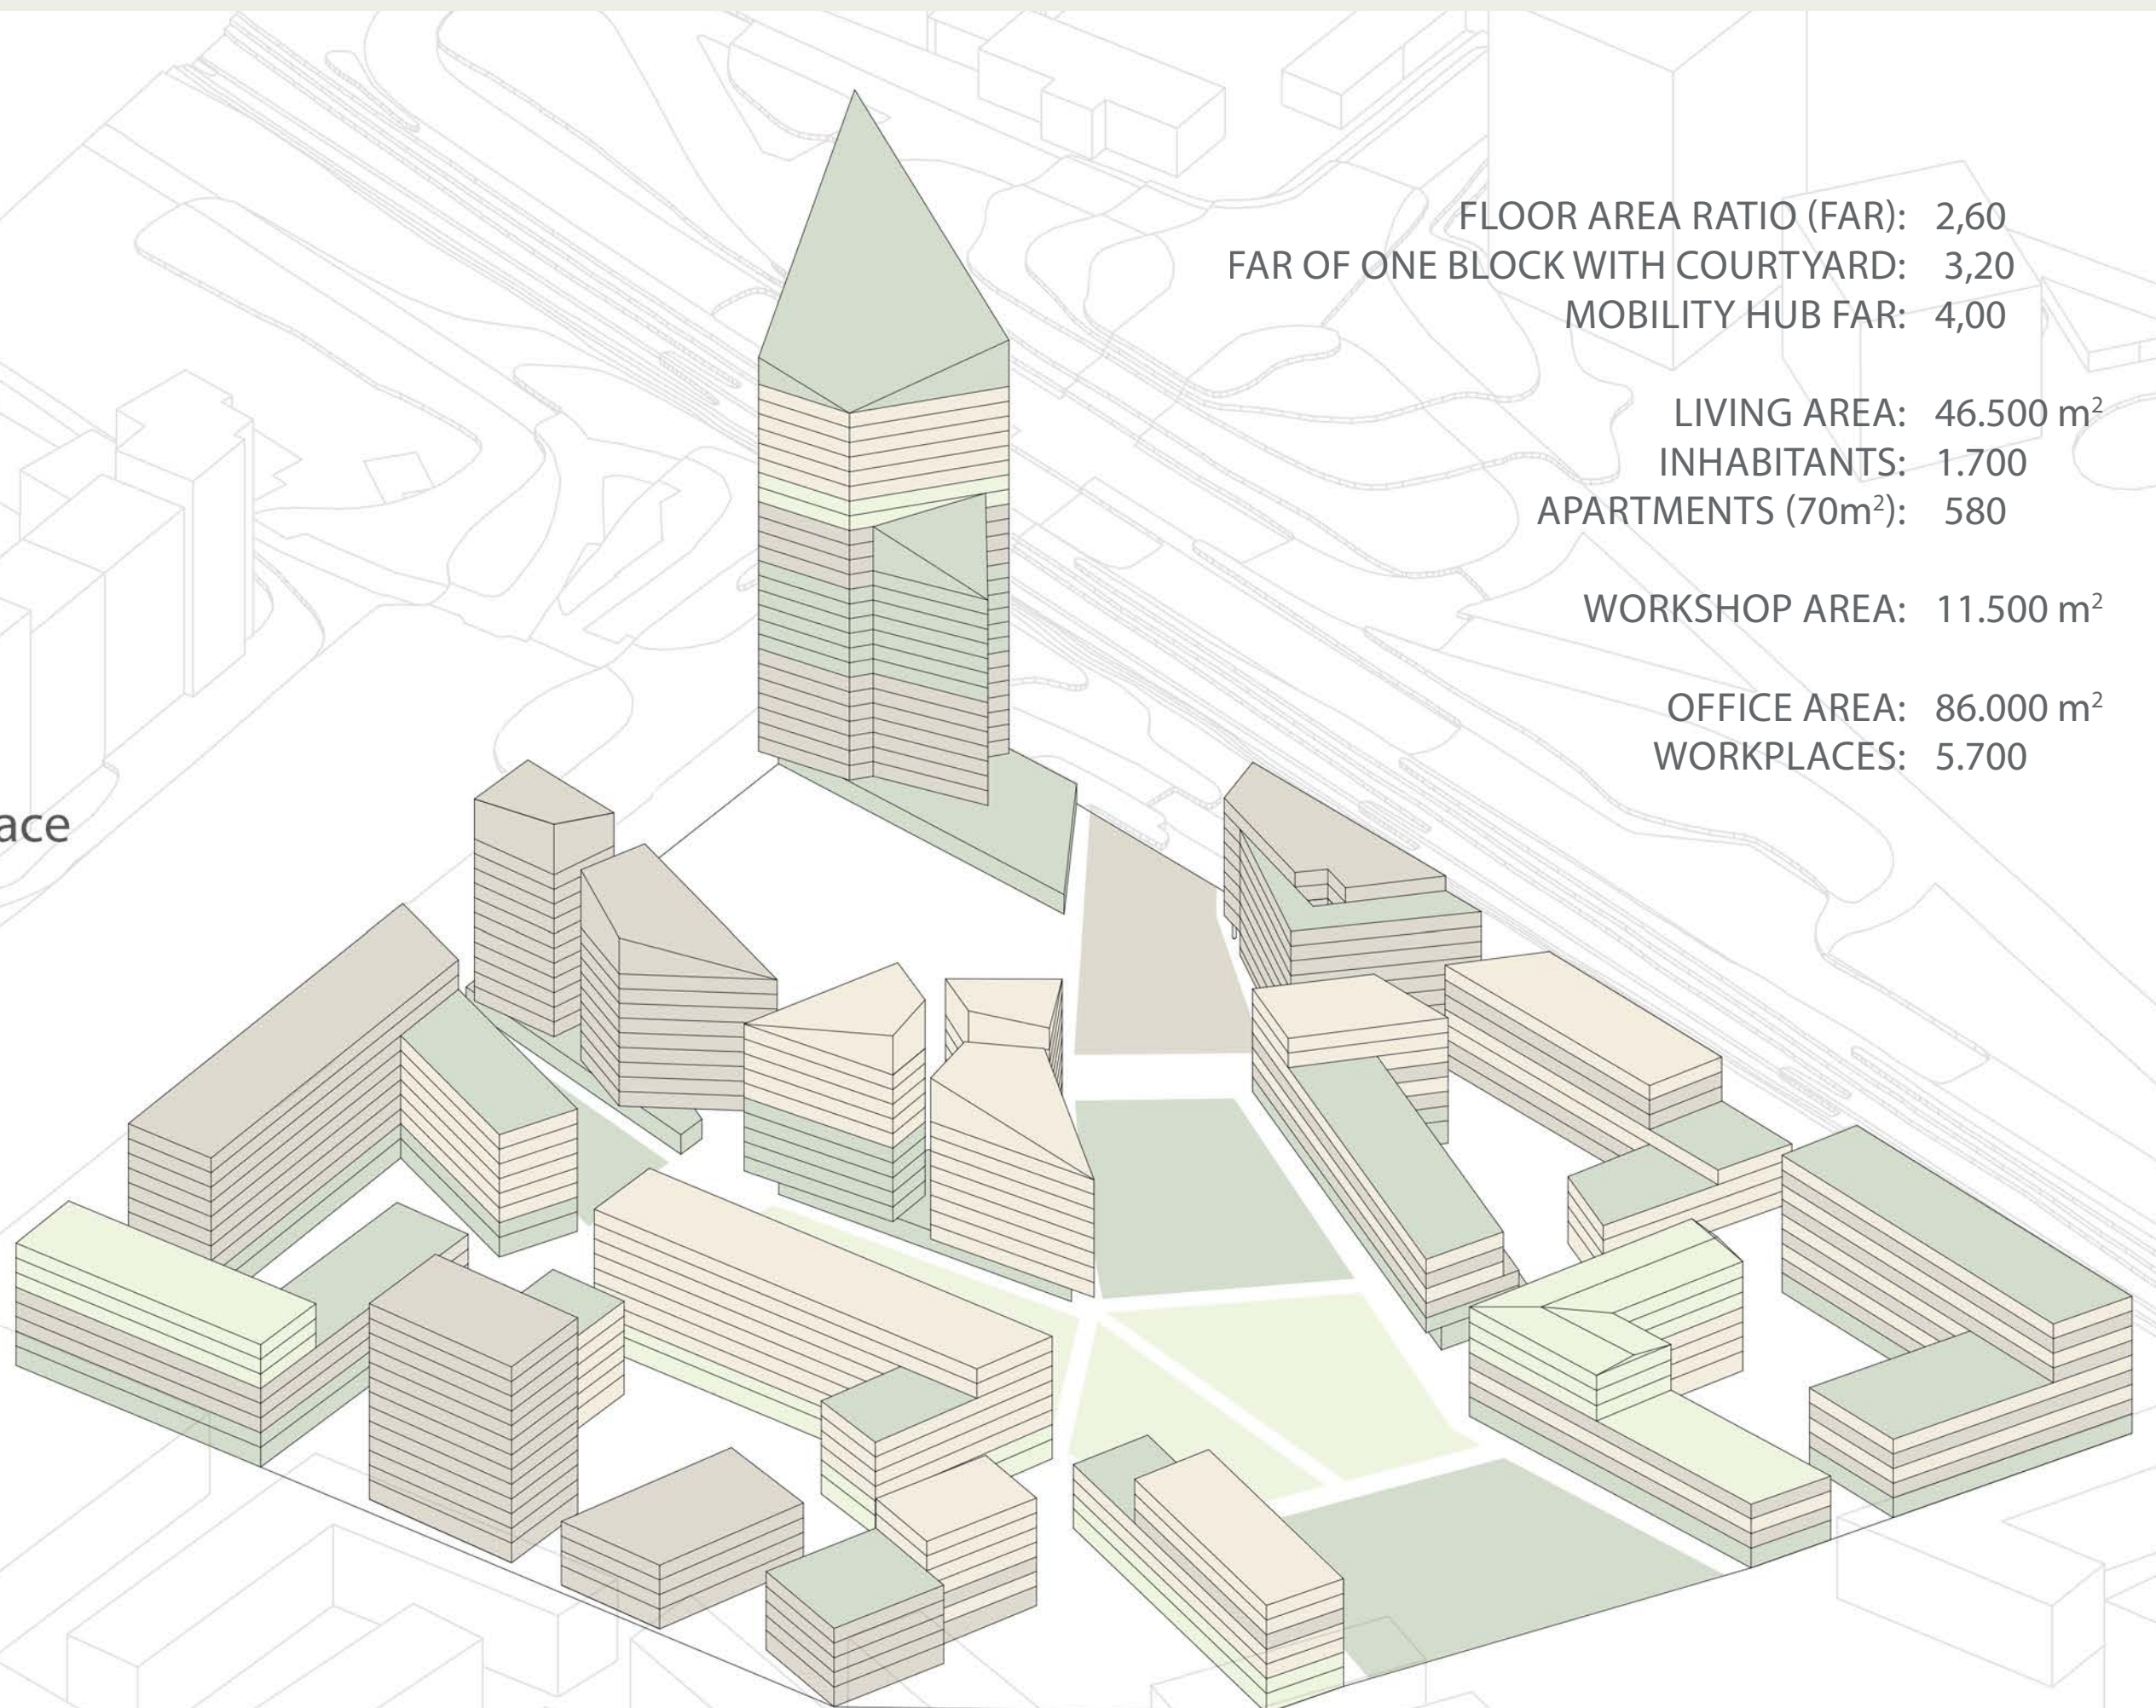 FLOOR AREA RATIO (FAR): 2,60
FAR OF ONE BLOCK WITH COURTYARD: 3,20
MOBILITY HUB FAR: 4,00
LIVING AREA: 46.500 m²
INHABITANTS: 1.700
APARTMENTS (70m²): 580
WORKSHOP AREA: 11.500 m²
OFFICE AREA: 86.000 m²
WORKPLACES: 5.700
ace